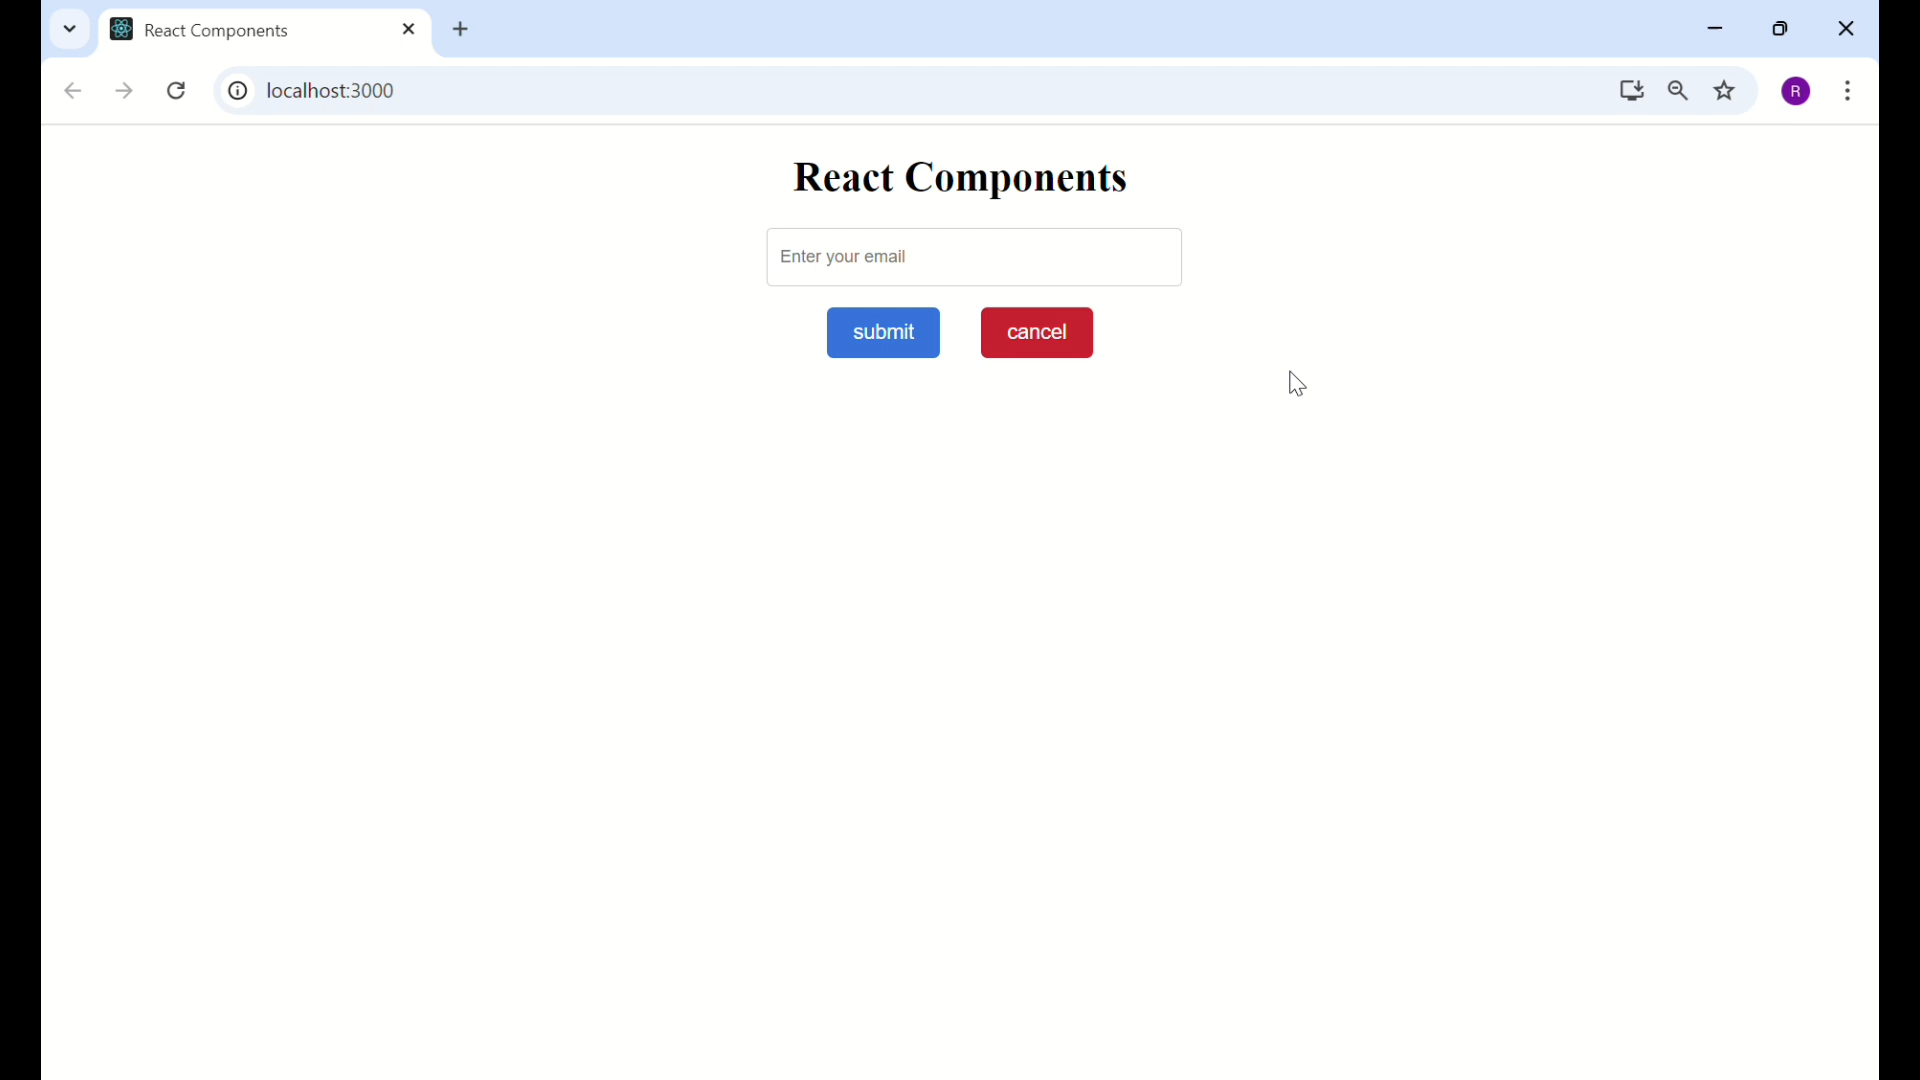 React Components
localhost:3000
R
React Components
Enter your email
submit cancel